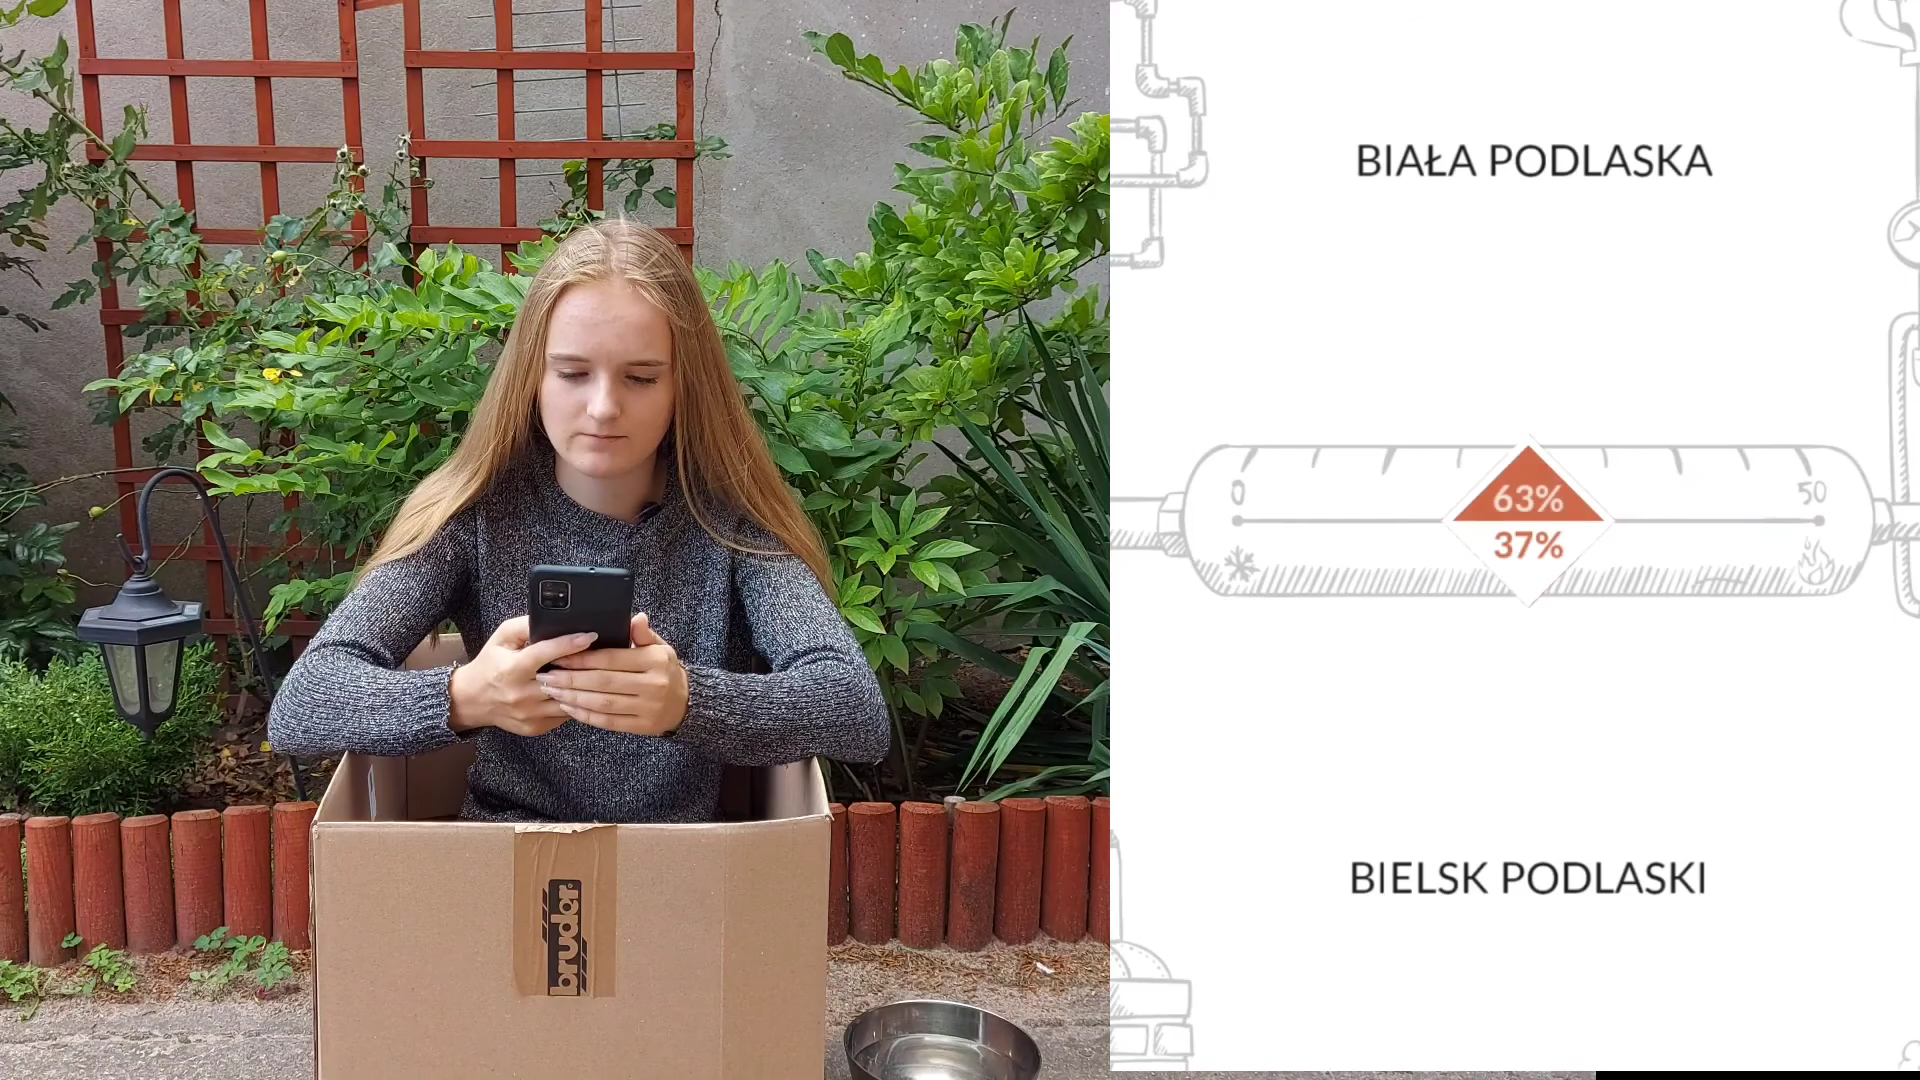 BIAŁA PODLASKA
0
50
63%
37%
BIELSK PODLASKI
bruder